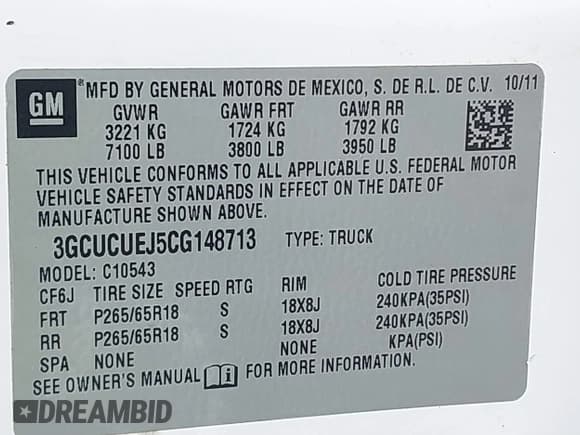 GM
® MFD BY GENERAL MOTORS DE MEXICO, S. DE R.L. DE C.V. 10/11
GVWR GAWR FRT GAWR RR
3221 KG 1724 KG 1792 KG
7100 LB 3800 LB 3950 LB
THIS VEHICLE CONFORMS TO ALL APPLICABLE U.S. FEDERAL MOTOR
VEHICLE SAFETY STANDARDS IN EFFECT ON THE DATE OF
MANUFACTURE SHOWN ABOVE.
3GCUCUEJ5CG148713 TYPE: TRUCK
MODEL: C10543
CF6J TIRE SIZE SPEED RTG RIM COLD TIRE PRESSURE
FRT P265/65R18 S 18X8J 240KPA(35PSI)
RR P265/65R18 S 18X8J 240KPA(35PSI)
SPA NONE NONE KPA(PSI)
SEE OWNER'S MANUAL FOR MORE INFORMATION.
DREAMBID